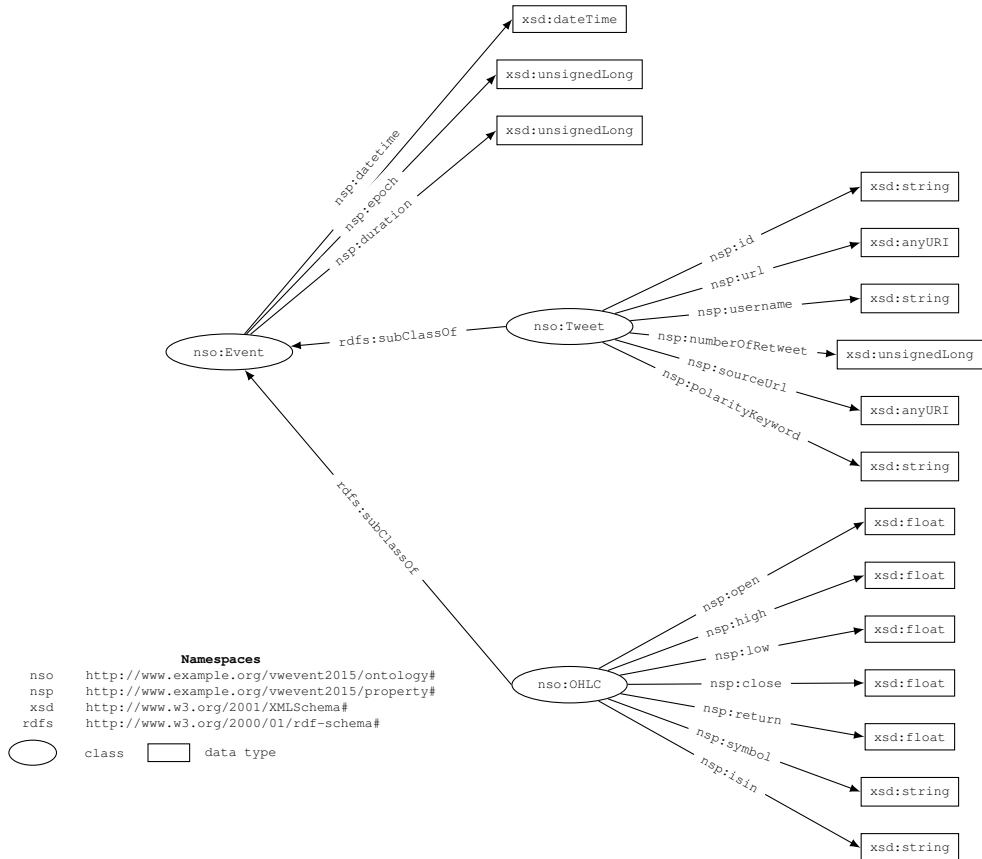 xsd:dateTime
xsd:unsignedLong
xsd:unsignedLong
nsp:datetime
nsp:epoch
nsp:duration
xsd:string
nsp:id
xsd:anyURI
nsp:url
xsd:string
nsp:username
nso:Tweet
rdfs:subClassOf
nso:Event
nsp:numberOfRetweet
xsd:unsignedLong
nsp:sourceUrl
xsd:anyURI
nsp:polarityKeyword
xsd:string
rdfs:subClassOf
xsd:float
nsp:open
xsd:float
nsp:high
xsd:float
nsp:low
nso:OHLC
nsp:close
xsd:float
nsp:return
xsd:float
nsp:symbol
xsd:string
nsp:isin
xsd:string
Namespaces
nso http://www.example.org/vwevent2015/ontology#
nsp http://www.example.org/vwevent2015/property#
xsd http://www.w3.org/2001/XMLSchema#
rdfs http://www.w3.org/2000/01/rdf-schema#
class data type